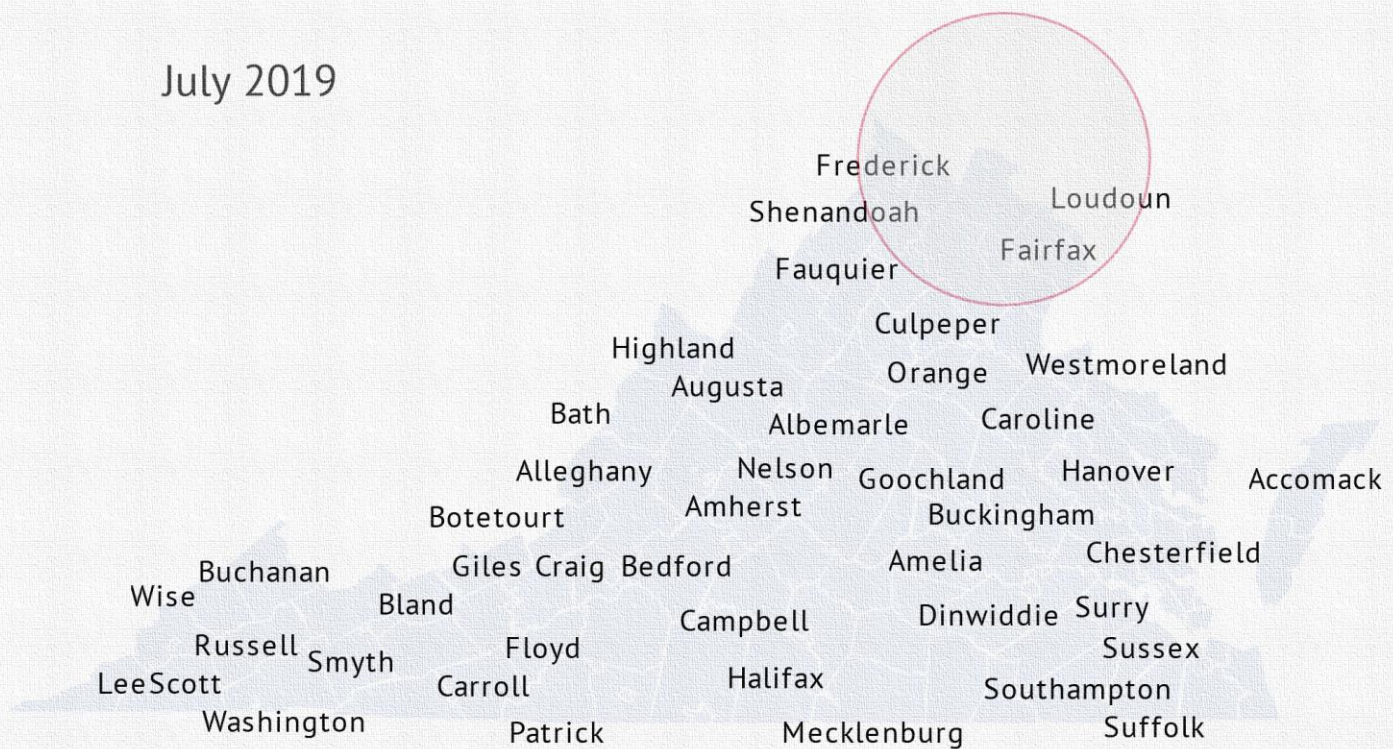 July 2019
Frederick
Loudoun
Shenandoah
Fairfax
Fauquier
Culpeper
Highland
Westmoreland
Orange
Augusta
Bath
Caroline
Albemarle
Alleghany
Nelson
Goochland
Hanover
Accomack
Amherst
Botetourt
Buckingham
Chesterfield
Amelia
Buchanan
Giles
Craig
Bedford
Wise
Bland
Surry
Dinwiddie
Campbell
Russell
Floyd
Sussex
Smyth
Lee
Scott
Carroll
Halifax
Southampton
Washington
Patrick
Mecklenburg
Suffolk